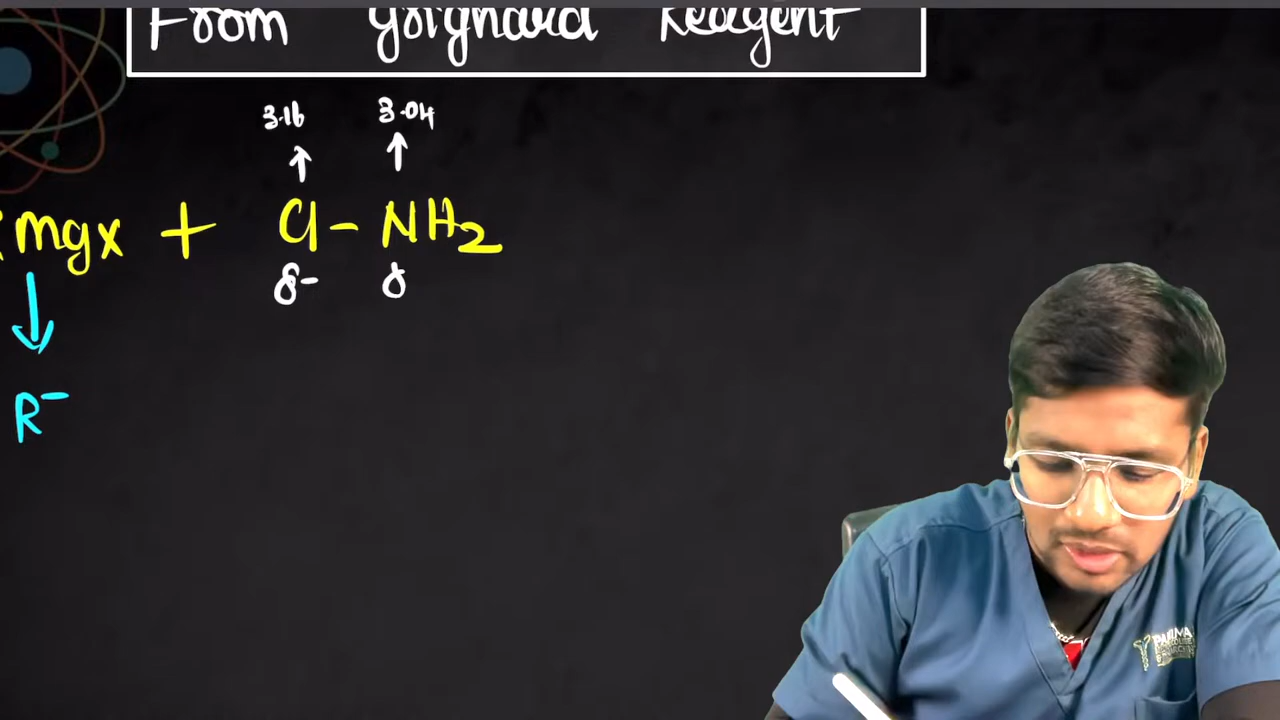 From Grignard Reagent
3.16 3.04
mgx + Cl - NH2
δ- δ
R-